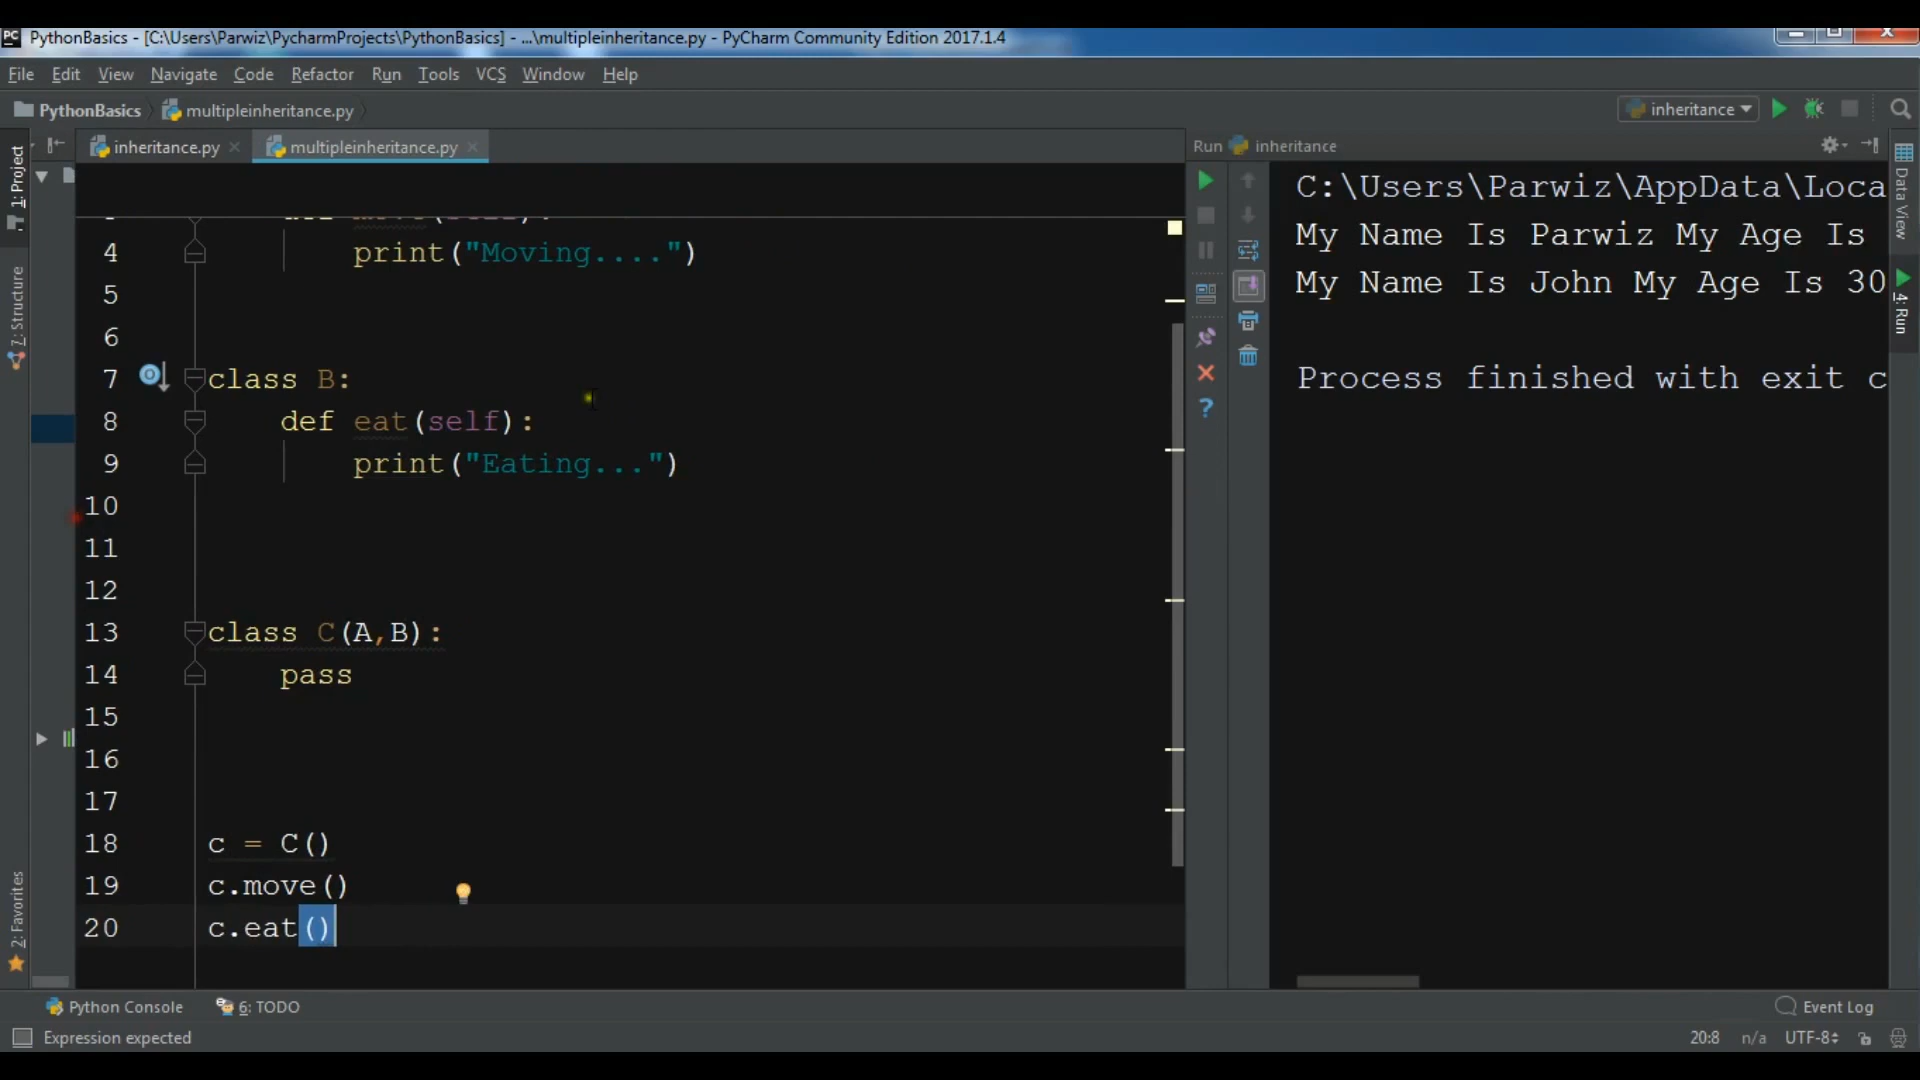 PC PythonBasics - [C:\Users\Parwiz\PycharmProjects\PythonBasics] - ...\multipleinheritance.py - PyCharm Community Edition 2017.1.4
File Edit View Navigate Code Refactor Run Tools VCS Window Help
PythonBasics multipleinheritance.py inheritance
inheritance.py multipleinheritance.py
Run inheritance
1: Project
7: Structure
2: Favorites
4 print("Moving....")
5
6
7 class B:
8 def eat(self):
9 print("Eating...")
10
11
12
13 class C(A,B):
14 pass
15
16
17
18 c = C()
19 c.move()
20 c.eat()
C:\Users\Parwiz\AppData\Loca
My Name Is Parwiz My Age Is
My Name Is John My Age Is 30
Process finished with exit c
Data View
4: Run
Python Console 6: TODO Event Log
Expression expected 20:8 n/a UTF-8